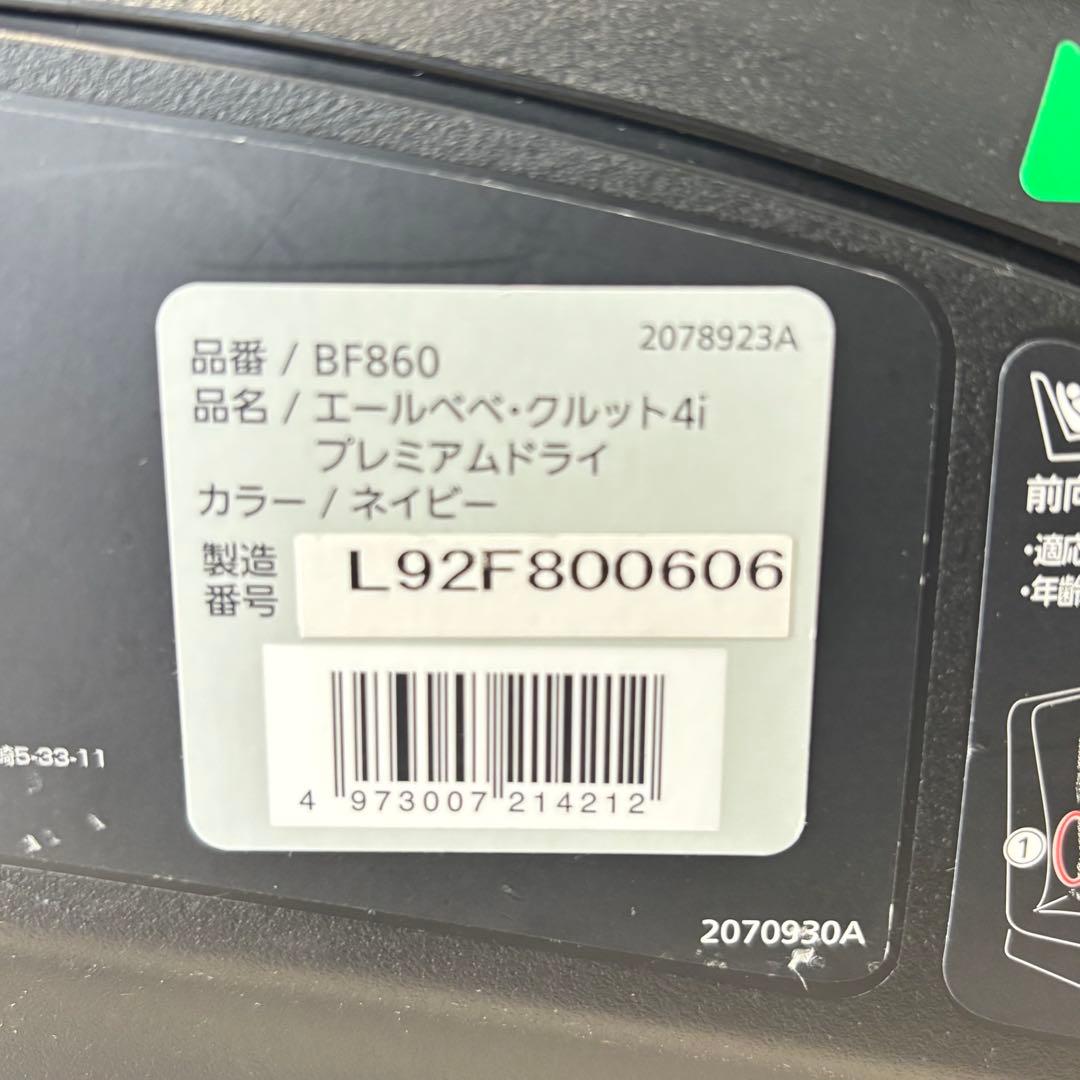 2078923A
品番 / BF860
品名 / エールベベ・クルット4i
プレミアムドライ
カラー / ネイビー
製造
番号
L92F800606
4 973007 214212
埼5-33-11
2070930A
前向
・適応
・年齢
1